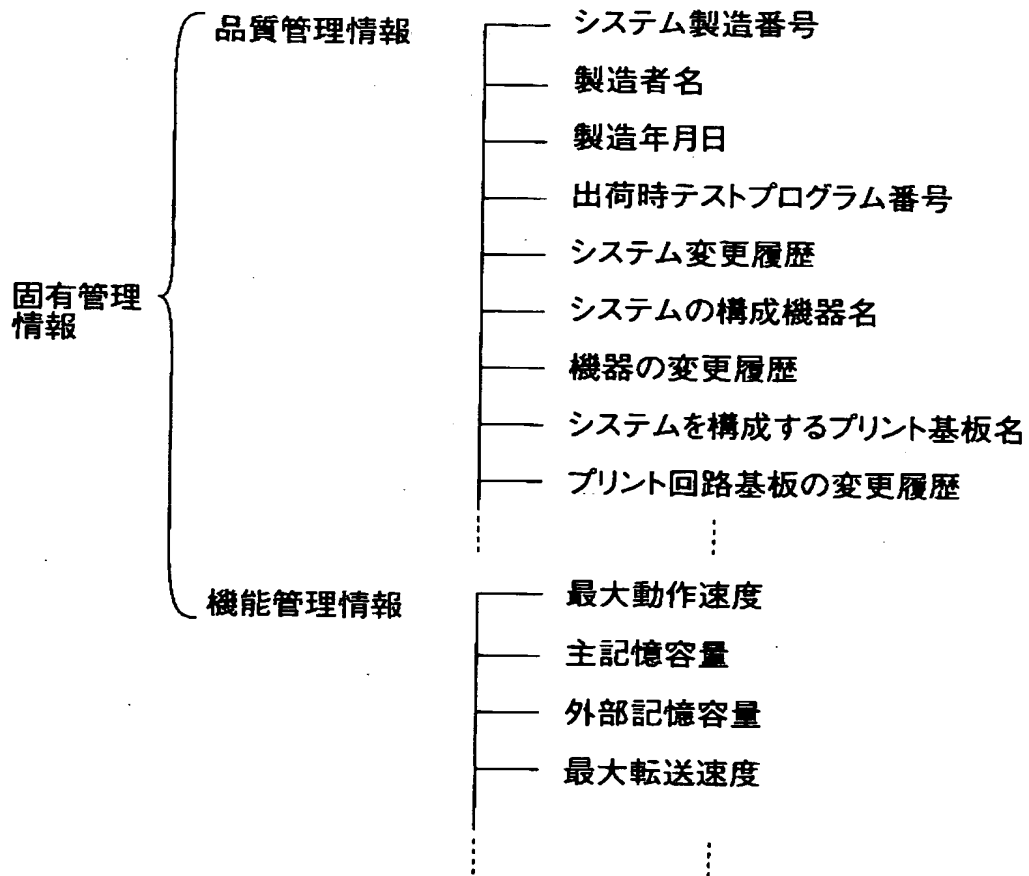 品質管理情報
システム製造番号
製造者名
製造年月日
出荷時テストプログラム番号
システム変更履歴
固有管理
情報
システムの構成機器名
機器の変更履歴
システムを構成するプリント基板名
プリント回路基板の変更履歴
機能管理情報
最大動作速度
主記憶容量
外部記憶容量
最大転送速度